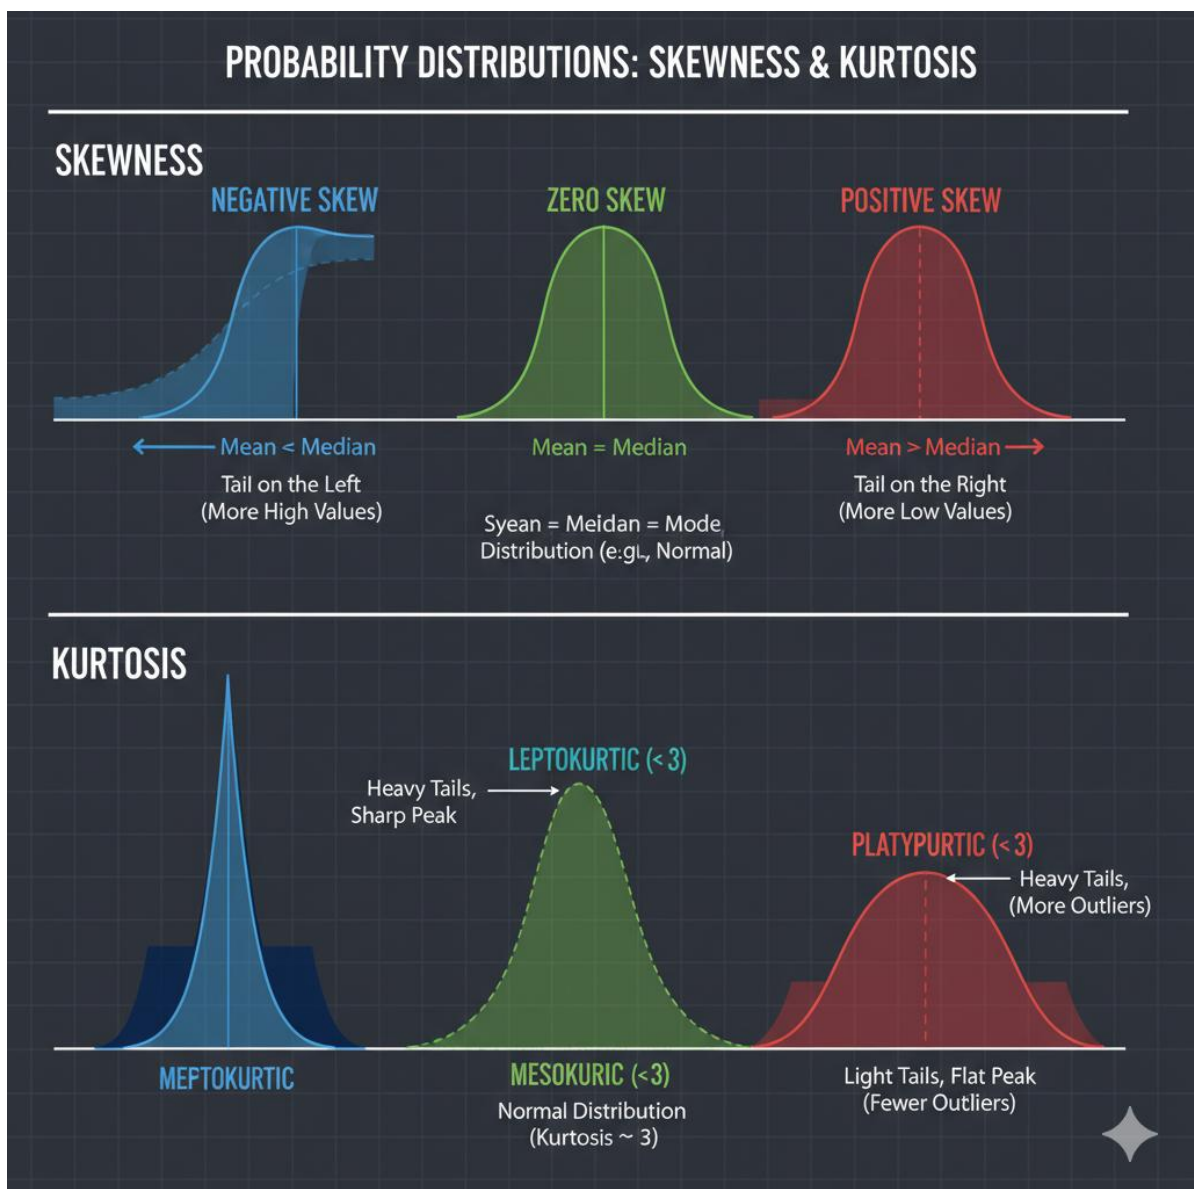 PROBABILITY DISTRIBUTIONS: SKEWNESS & KURTOSIS
SKEWNESS
NEGATIVE SKEW
Mean < Median
Tail on the Left
(More High Values)
ZERO SKEW
Mean = Median
Syean = Meidan = Mode,
Distribution (e:gL, Normal)
POSITIVE SKEW
Mean > Median
Tail on the Right
(More Low Values)
KURTOSIS
MEPTOKURTIC
LEPTOKURTIC (< 3)
Heavy Tails,
Sharp Peak
MESOKURIC (<3)
Normal Distribution
(Kurtosis ~ 3)
PLATYPURTIC (< 3)
Heavy Tails,
(More Outliers)
Light Tails, Flat Peak
(Fewer Outliers)